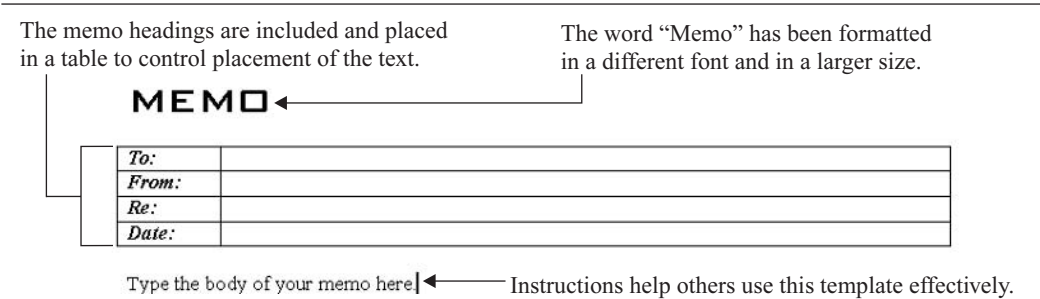 The memo headings are included and placed
in a table to control placement of the text.
The word “Memo” has been formatted
in a different font and in a larger size.
MEMO
To:
From:
Re:
Date:
Type the body of your memo here.
Instructions help others use this template effectively.